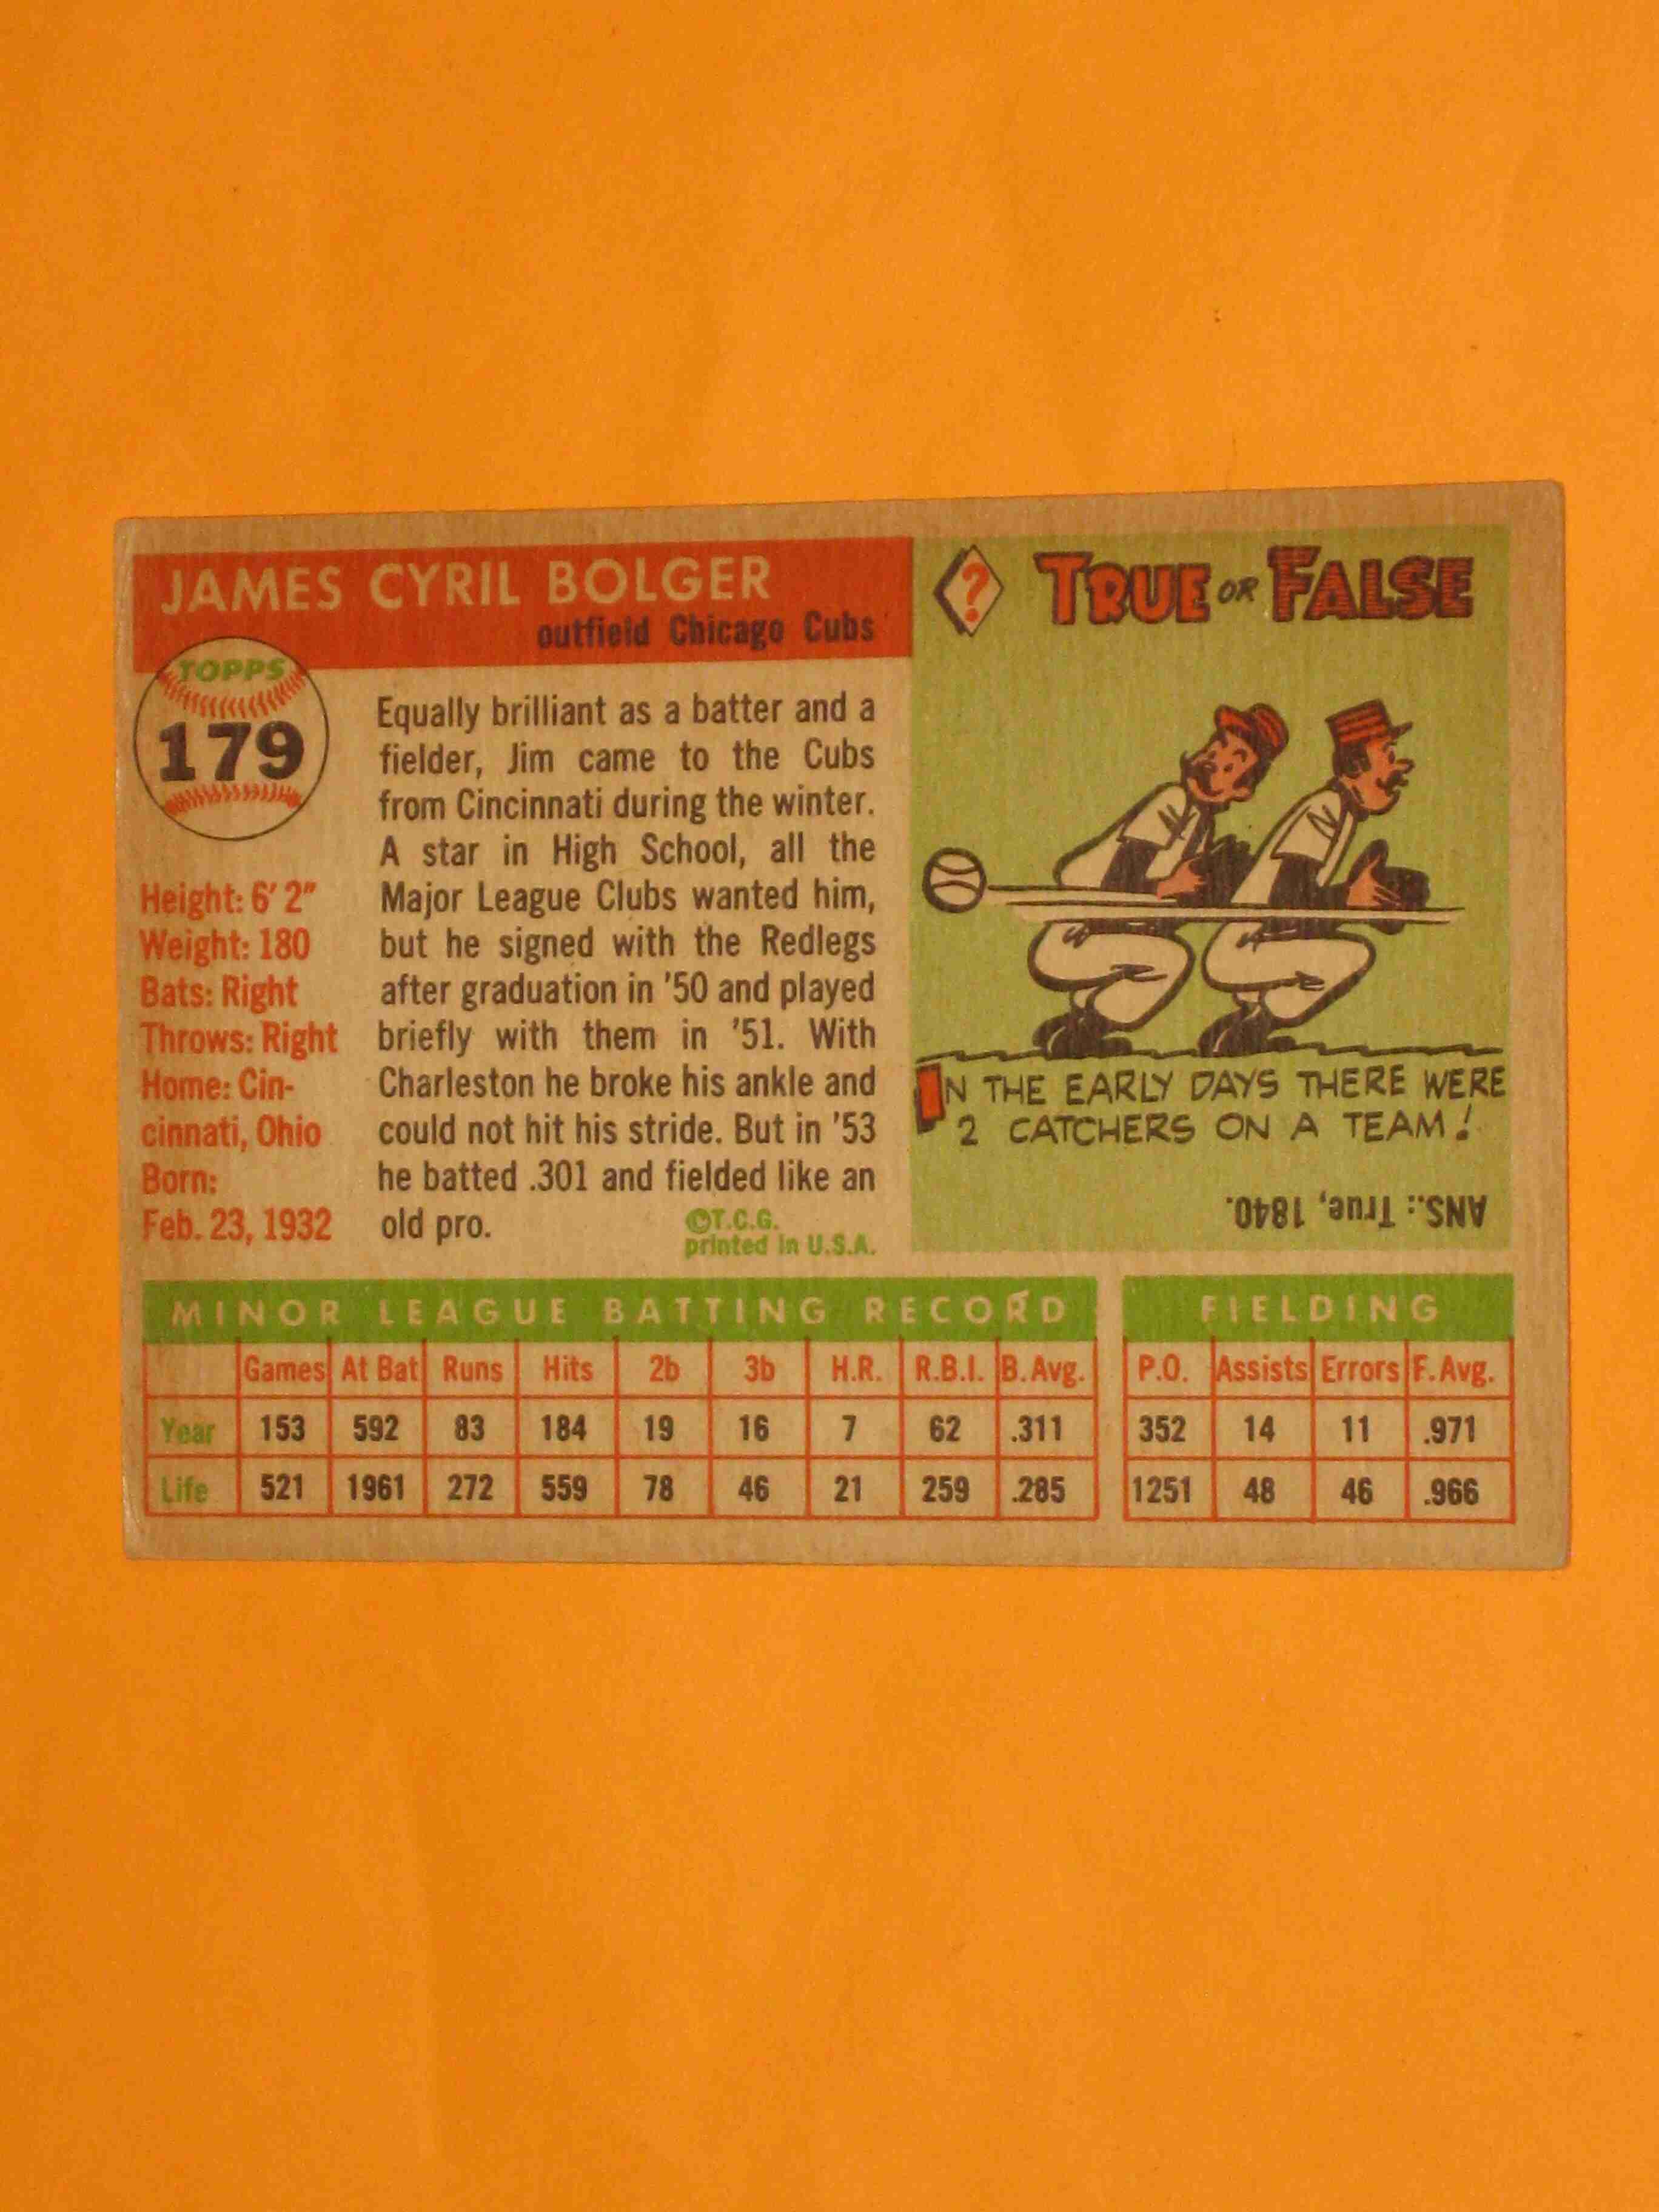 JAMES CYRIL BOLGER
outfield Chicago Cubs
TOPPS
179
Height: 6' 2"
Weight: 180
Bats: Right
Throws: Right
Home: Cin-
cinnati, Ohio
Born:
Feb. 23, 1932
Equally brilliant as a batter and a
fielder, Jim came to the Cubs
from Cincinnati during the winter.
A star in High School, all the
Major League Clubs wanted him,
but he signed with the Redlegs
after graduation in '50 and played
briefly with them in '51. With
Charleston he broke his ankle and
could not hit his stride. But in '53
he batted .301 and fielded like an
old pro.
©T.C.G.
printed in U.S.A.
? TRUE OR FALSE
IN THE EARLY DAYS THERE WERE
2 CATCHERS ON A TEAM!
ANS.: True, 1840.
MINOR LEAGUE BATTING RECORD FIELDING
Games At Bat Runs Hits 2b 3b H.R. R.B.I. B. Avg. P.O. Assists Errors F. Avg.
Year 153 592 83 184 19 16 7 62 .311 352 14 11 .971
Life 521 1961 272 559 78 46 21 259 .285 1251 48 46 .966